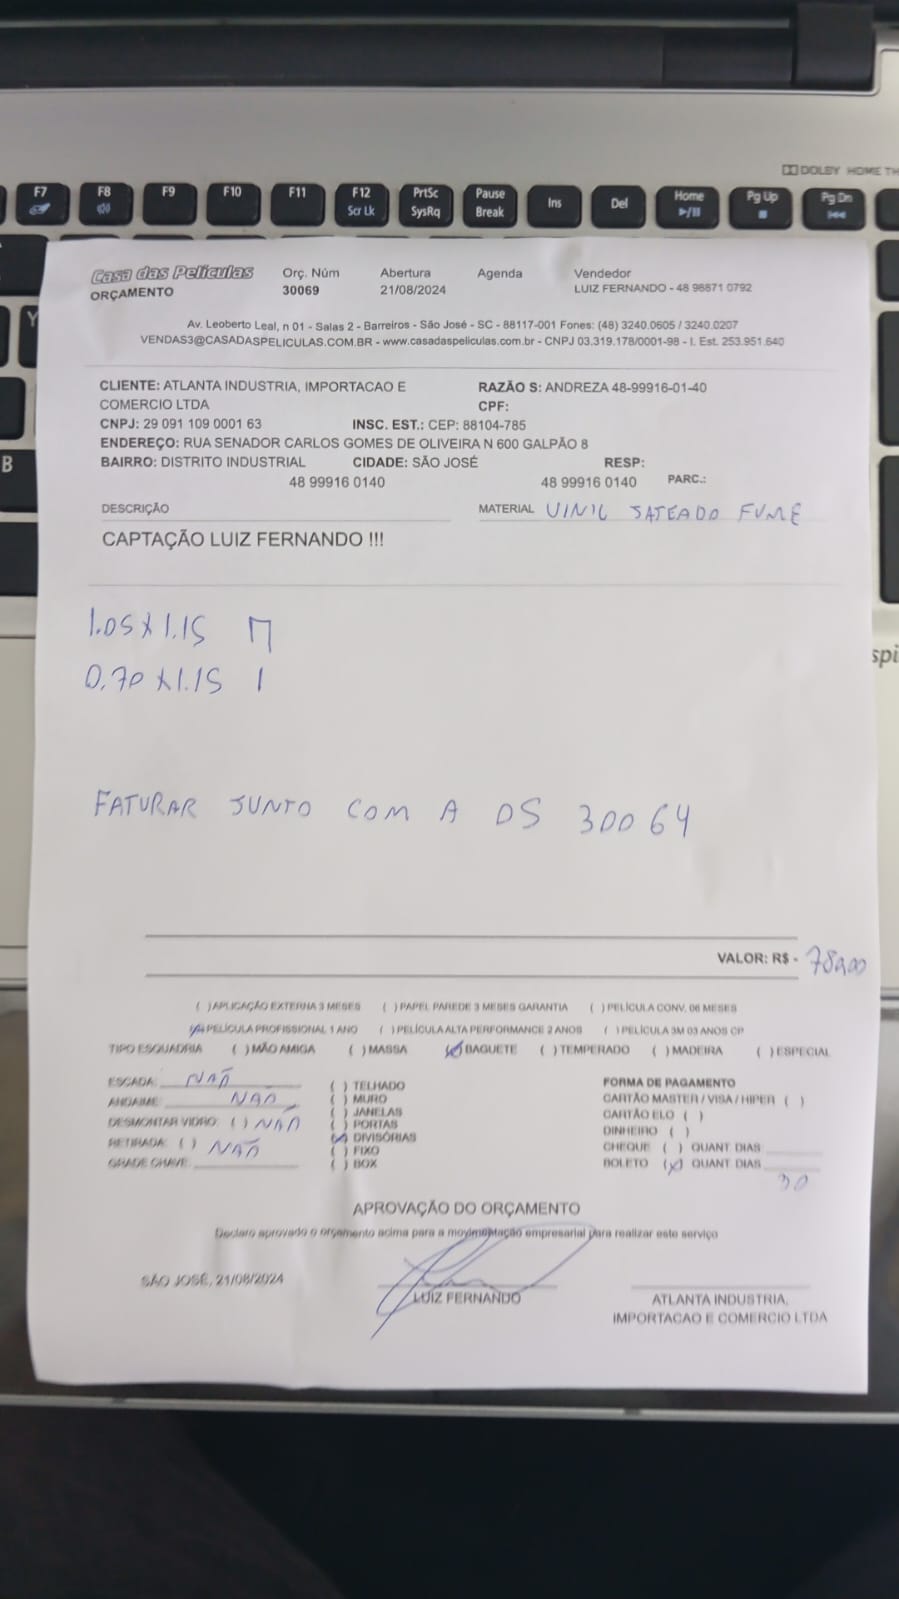 DOLBY HOME TH
F7 F8 F9 F10 F11 F12 PrtSc Pause Ins Del Home Pg Up Pg Dn
Scr Lk SysRq Break
Casa das Películas Orç. Núm Abertura Agenda Vendedor
ORÇAMENTO 30069 21/08/2024 LUIZ FERNANDO - 48 98871 0792
Y
Av. Leoberto Leal, n 01 - Salas 2 - Barreiros - São José - SC - 88117-001 Fones: (48) 3240.0605 / 3240.0207
VENDAS3@CASADASPELICULAS.COM.BR - www.casadaspeliculas.com.br - CNPJ 03.319.178/0001-98 - I. Est. 253.951.640
CLIENTE: ATLANTA INDUSTRIA, IMPORTACAO E RAZÃO S: ANDREZA 48-99916-01-40
COMERCIO LTDA CPF:
CNPJ: 29 091 109 0001 63 INSC. EST.: CEP: 88104-785
ENDEREÇO: RUA SENADOR CARLOS GOMES DE OLIVEIRA N 600 GALPÃO 8
B
BAIRRO: DISTRITO INDUSTRIAL CIDADE: SÃO JOSÉ RESP:
48 99916 0140 48 99916 0140 PARC.:
DESCRIÇÃO MATERIAL VINIL JATEADO FUME
CAPTAÇÃO LUIZ FERNANDO !!!
1.05 x 1.15
spi
0.70 x 1.15 I
FATURAR JUNTO COM A OS 30064
VALOR: R$ -
( )APLICAÇÃO EXTERNA 3 MESES ( )PAPEL PAREDE 3 MESES GARANTIA ( )PELÍCULA CONV. 06 MESES
(x)PELÍCULA PROFISSIONAL 1 ANO ( )PELÍCULA ALTA PERFORMANCE 2 ANOS ( )PELÍCULA 3M 03 ANOS CP
TIPO ESQUADRIA ( )MÃO AMIGA ( )MASSA (x)BAGUETE ( )TEMPERADO ( )MADEIRA ( )ESPECIAL
ESCADA: NÃO ( ) TELHADO FORMA DE PAGAMENTO
ANDAIME: NÃO ( ) MURO CARTÃO MASTER / VISA / HIPER ( )
( ) JANELAS CARTÃO ELO ( )
DESMONTAR VIDRO: ( ) NÃO ( ) PORTAS DINHEIRO ( )
RETIRADA: ( ) NÃO (x) DIVISÓRIAS CHEQUE ( ) QUANT DIAS
GRADE CHAVE: ( ) FIXO BOLETO (x) QUANT DIAS 30
( ) BOX
APROVAÇÃO DO ORÇAMENTO
Declaro aprovado o orçamento acima para a movimentação empresarial para realizar este serviço
SÃO JOSÉ, 21/08/2024
LUIZ FERNANDO ATLANTA INDUSTRIA,
IMPORTACAO E COMERCIO LTDA